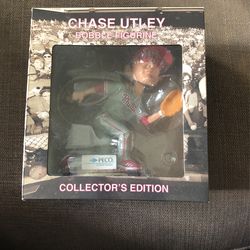 CHASE UTLEY
BOBBLE FIGURINE
PECO
COLLECTOR'S EDITION